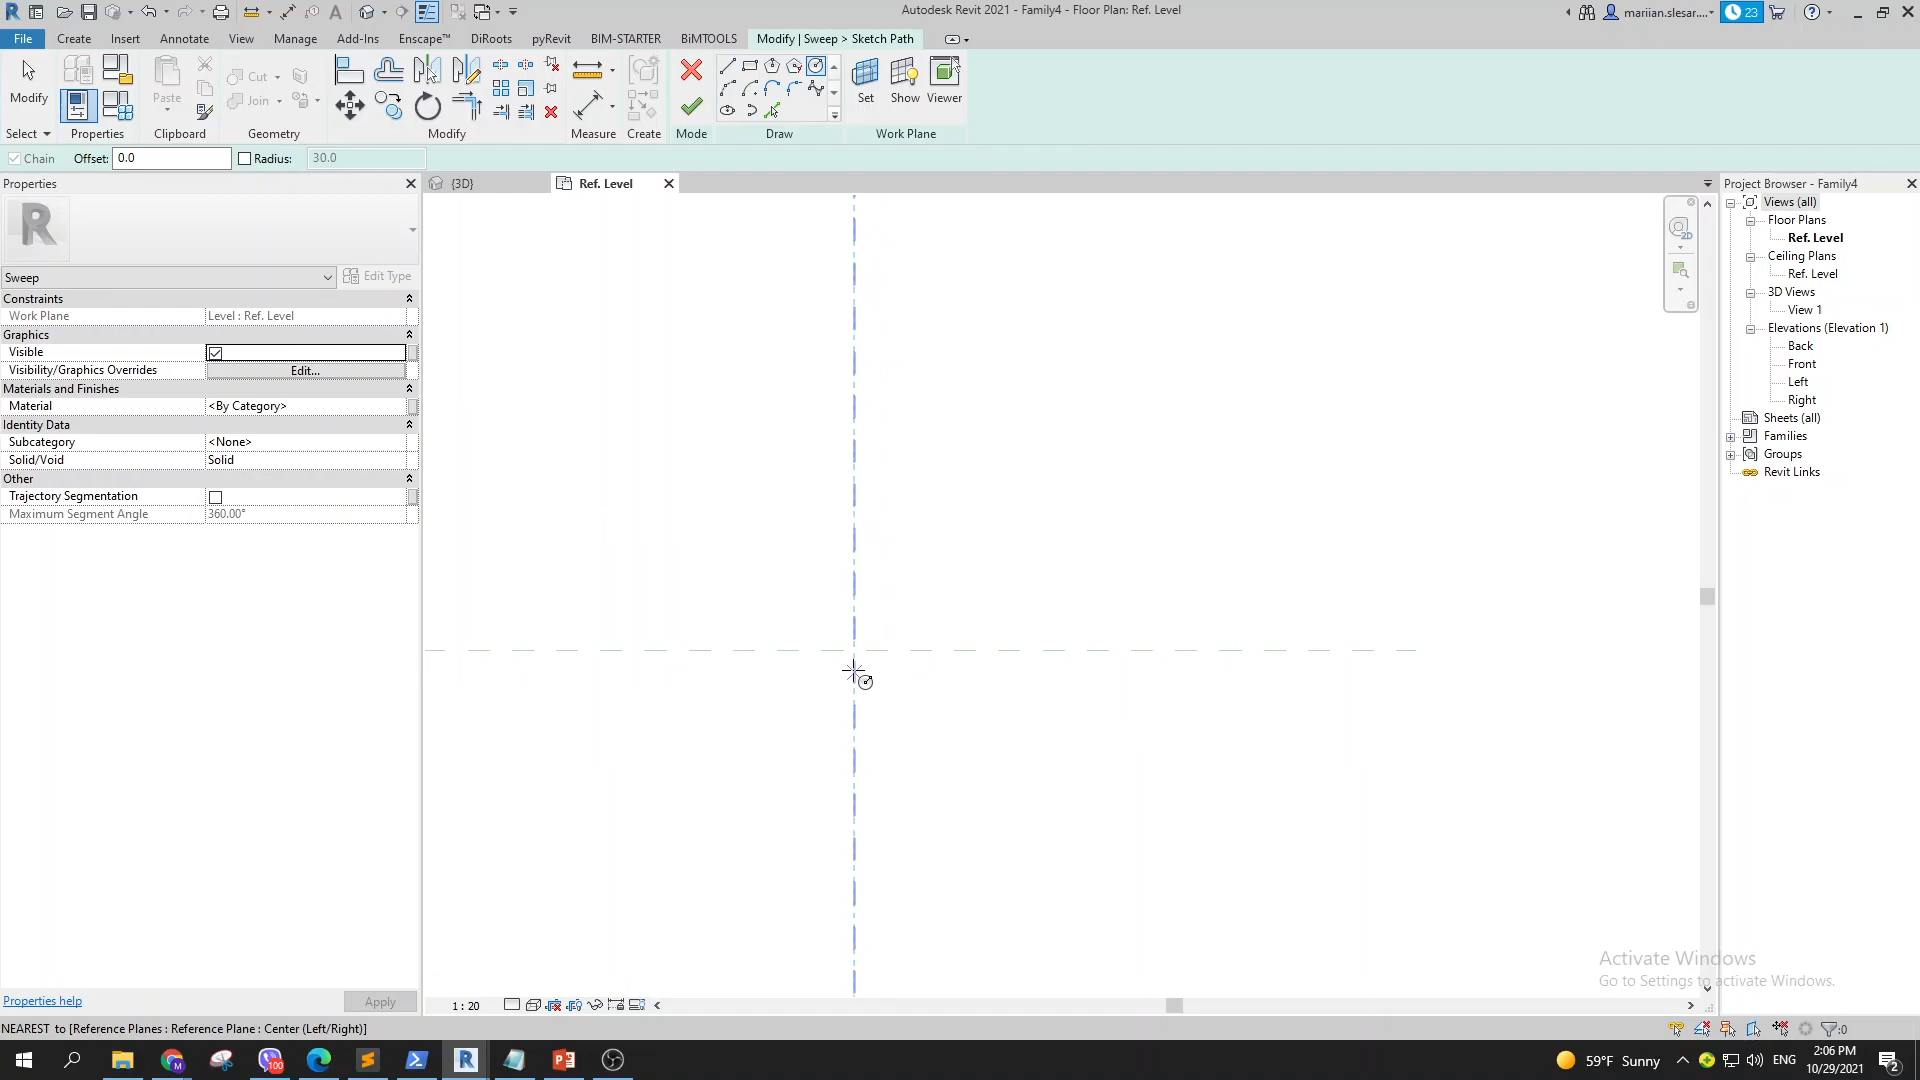 Autodesk Revit 2021 - Family4 - Floor Plan: Ref. Level
mariian.slesar....
23
File Create Insert Annotate View Manage Add-Ins Enscape™ DiRoots pyRevit BIM-STARTER BiMTOOLS Modify | Sweep > Sketch Path
Modify
Paste
Cut
Join
Set Show Viewer
Select Properties Clipboard Geometry Modify Measure Create Mode Draw Work Plane
Chain Offset: 0.0 Radius: 30.0
Properties
{3D}
Ref. Level
Project Browser - Family4
Sweep
Edit Type
Constraints
Work Plane Level : Ref. Level
Graphics
Visible
Visibility/Graphics Overrides Edit...
Materials and Finishes
Material <By Category>
Identity Data
Subcategory <None>
Solid/Void Solid
Other
Trajectory Segmentation
Maximum Segment Angle 360.00°
2D
Views (all)
Floor Plans
Ref. Level
Ceiling Plans
Ref. Level
3D Views
View 1
Elevations (Elevation 1)
Back
Front
Left
Right
Sheets (all)
Families
Groups
Revit Links
Activate Windows
Go to Settings to activate Windows.
Properties help
Apply
1 : 20
NEAREST to [Reference Planes : Reference Plane : Center (Left/Right)]
:0
100
59°F Sunny
ENG
2:06 PM
10/29/2021
2